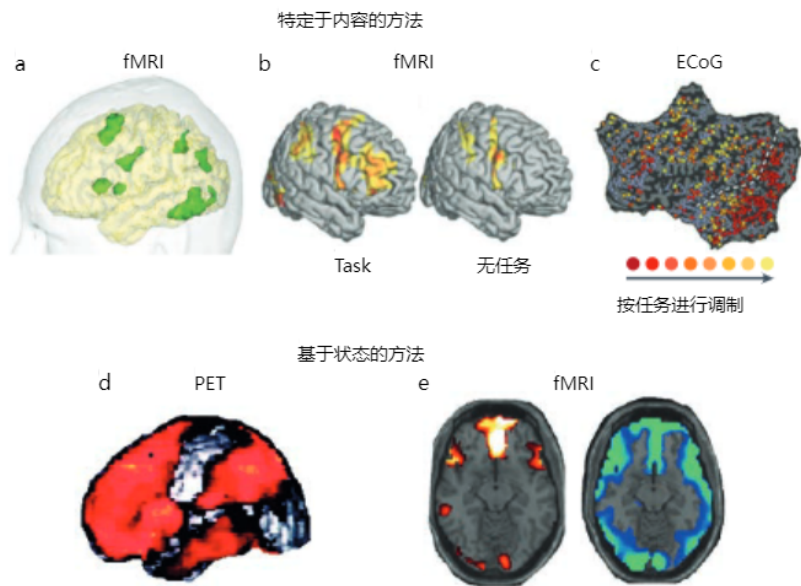 特定于内容的方法
a fMRI b fMRI c ECoG
Task 无任务
按任务进行调制
基于状态的方法
d PET e fMRI